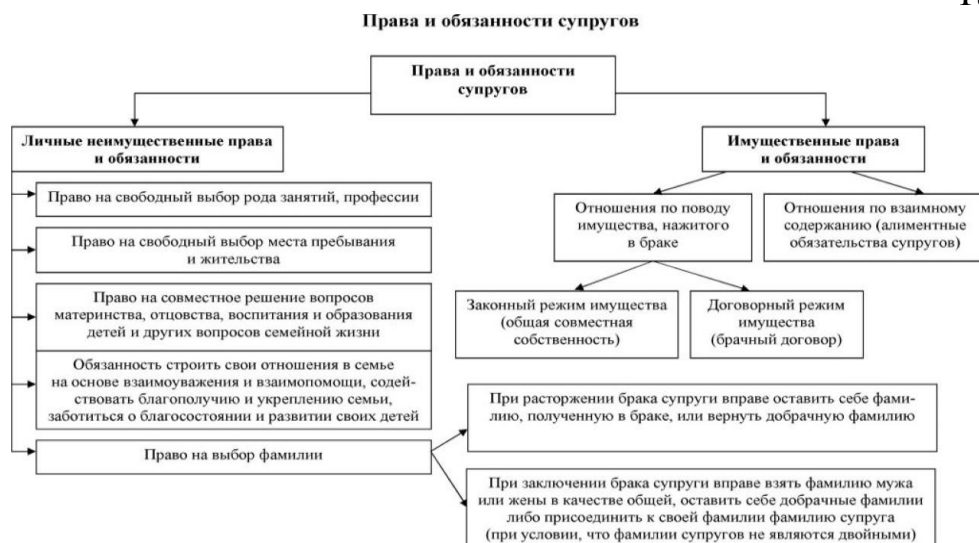 Права и обязанности супругов
Права и обязанности
супругов
Личные неимущественные права
и обязанности
Имущественные права
и обязанности
Право на свободный выбор рода занятий, профессии
Право на свободный выбор места пребывания
и жительства
Право на совместное решение вопросов
материнства, отцовства, воспитания и образования
детей и других вопросов семейной жизни
Обязанность строить свои отношения в семье
на основе взаимоуважения и взаимопомощи, содей-
ствовать благополучию и укреплению семьи,
заботиться о благосостоянии и развитии своих детей
Право на выбор фамилии
Отношения по поводу
имущества, нажитого
в браке
Отношения по взаимному
содержанию (алиментные
обязательства супругов)
Законный режим имущества
(общая совместная
собственность)
Договорный режим
имущества
(брачный договор)
При расторжении брака супруги вправе оставить себе фами-
лию, полученную в браке, или вернуть добрачную фамилию
При заключении брака супруги вправе взять фамилию мужа
или жены в качестве общей, оставить себе добрачные фамилии
либо присоединить к своей фамилии фамилию супруга
(при условии, что фамилии супругов не являются двойными)